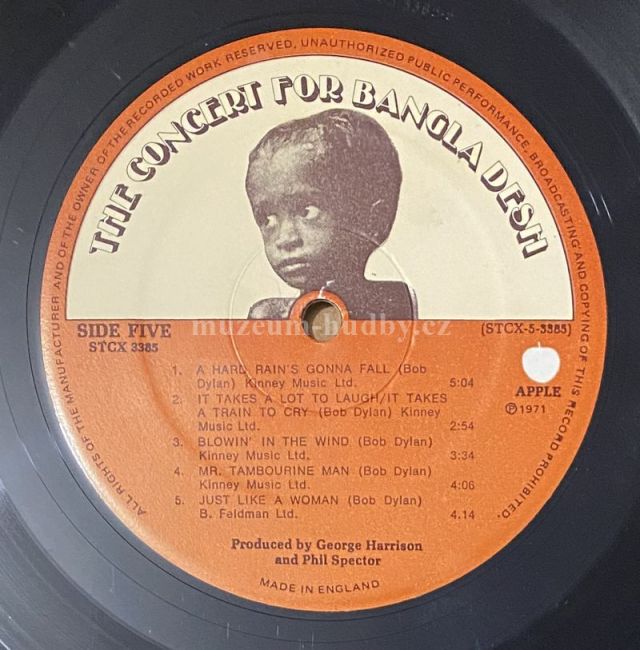 ALL RIGHTS OF THE MANUFACTURER AND OF THE OWNER OF THE RECORDED WORK RESERVED, UNAUTHORIZED PUBLIC PERFORMANCE, BROADCASTING AND COPYING OF THIS RECORD PROHIBITED.
THE CONCERT FOR BANGLA DESH
muzeum-hudby.cz
SIDE FIVE
STCX 3385
(STCX-5-3385)
APPLE
℗1971
1. A HARD RAIN'S GONNA FALL (Bob
Dylan) Kinney Music Ltd. 5:04
2. IT TAKES A LOT TO LAUGH/IT TAKES
A TRAIN TO CRY (Bob Dylan) Kinney
Music Ltd. 2:54
3. BLOWIN' IN THE WIND (Bob Dylan)
Kinney Music Ltd. 3:34
4. MR. TAMBOURINE MAN (Bob Dylan)
Kinney Music Ltd. 4:06
5. JUST LIKE A WOMAN (Bob Dylan)
B. Feldman Ltd. 4.14
Produced by George Harrison
and Phil Spector
MADE IN ENGLAND